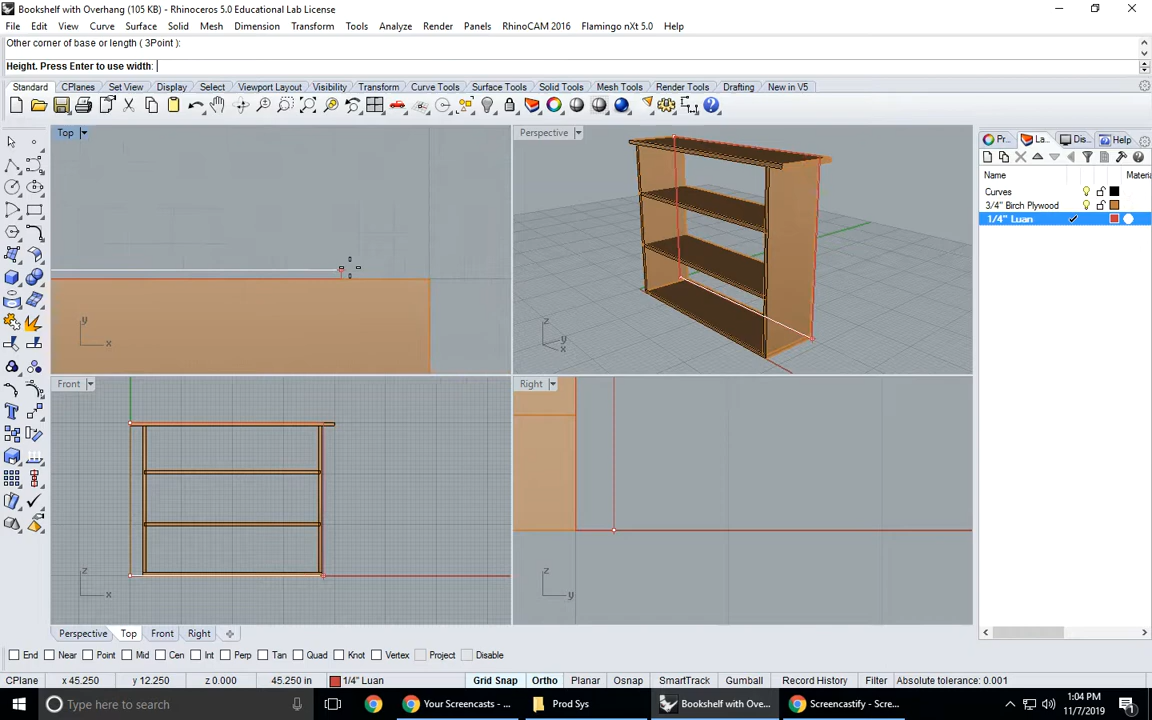 Bookshelf with Overhang (105 KB) - Rhinoceros 5.0 Educational Lab License
File Edit View Curve Surface Solid Mesh Dimension Transform Tools Analyze Render Panels RhinoCAM 2016 Flamingo nXt 5.0 Help
Other corner of base or length ( 3Point ):
Height. Press Enter to use width:
Standard CPlanes Set View Display Select Viewport Layout Visibility Transform Curve Tools Surface Tools Solid Tools Mesh Tools Render Tools Drafting New in V5
Top
Perspective
Pr... La... Dis... Help
Name Materia
Curves
3/4" Birch Plywood
1/4" Luan
y
x
z
y
x
Front
Right
z
x
z
y
Perspective Top Front Right
End Near Point Mid Cen Int Perp Tan Quad Knot Vertex Project Disable
CPlane x 45.250 y 12.250 z 0.000 45.250 in 1/4" Luan Grid Snap Ortho Planar Osnap SmartTrack Gumball Record History Filter Absolute tolerance: 0.001
Type here to search Your Screencasts - ... Prod Sys Bookshelf with Ove... Screencastify - Scre... 1:04 PM
11/7/2019